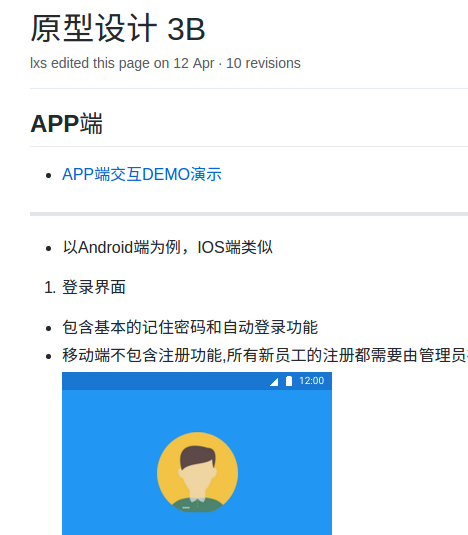 原型设计 3B
lxs edited this page on 12 Apr · 10 revisions
APP端
APP端交互DEMO演示
以Android端为例，IOS端类似
1. 登录界面
包含基本的记住密码和自动登录功能
移动端不包含注册功能,所有新员工的注册都需要由管理员
12:00